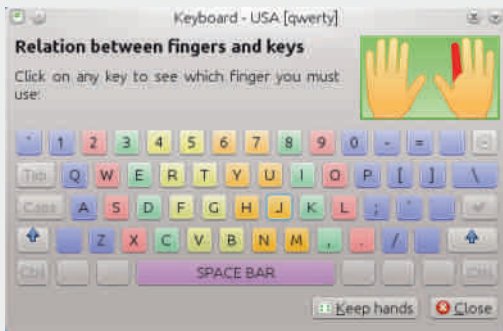 Keyboard - USA [qwerty]
Relation between fingers and keys
Click on any key to see which finger you must
use:
` 1 2 3 4 5 6 7 8 9 0 - =
Tab Q W E R T Y U I O P [ ] \
Caps A S D F G H J K L ; '
Z X C V B N M , . /
Ctrl SPACE BAR Ctrl
Keep hands Close